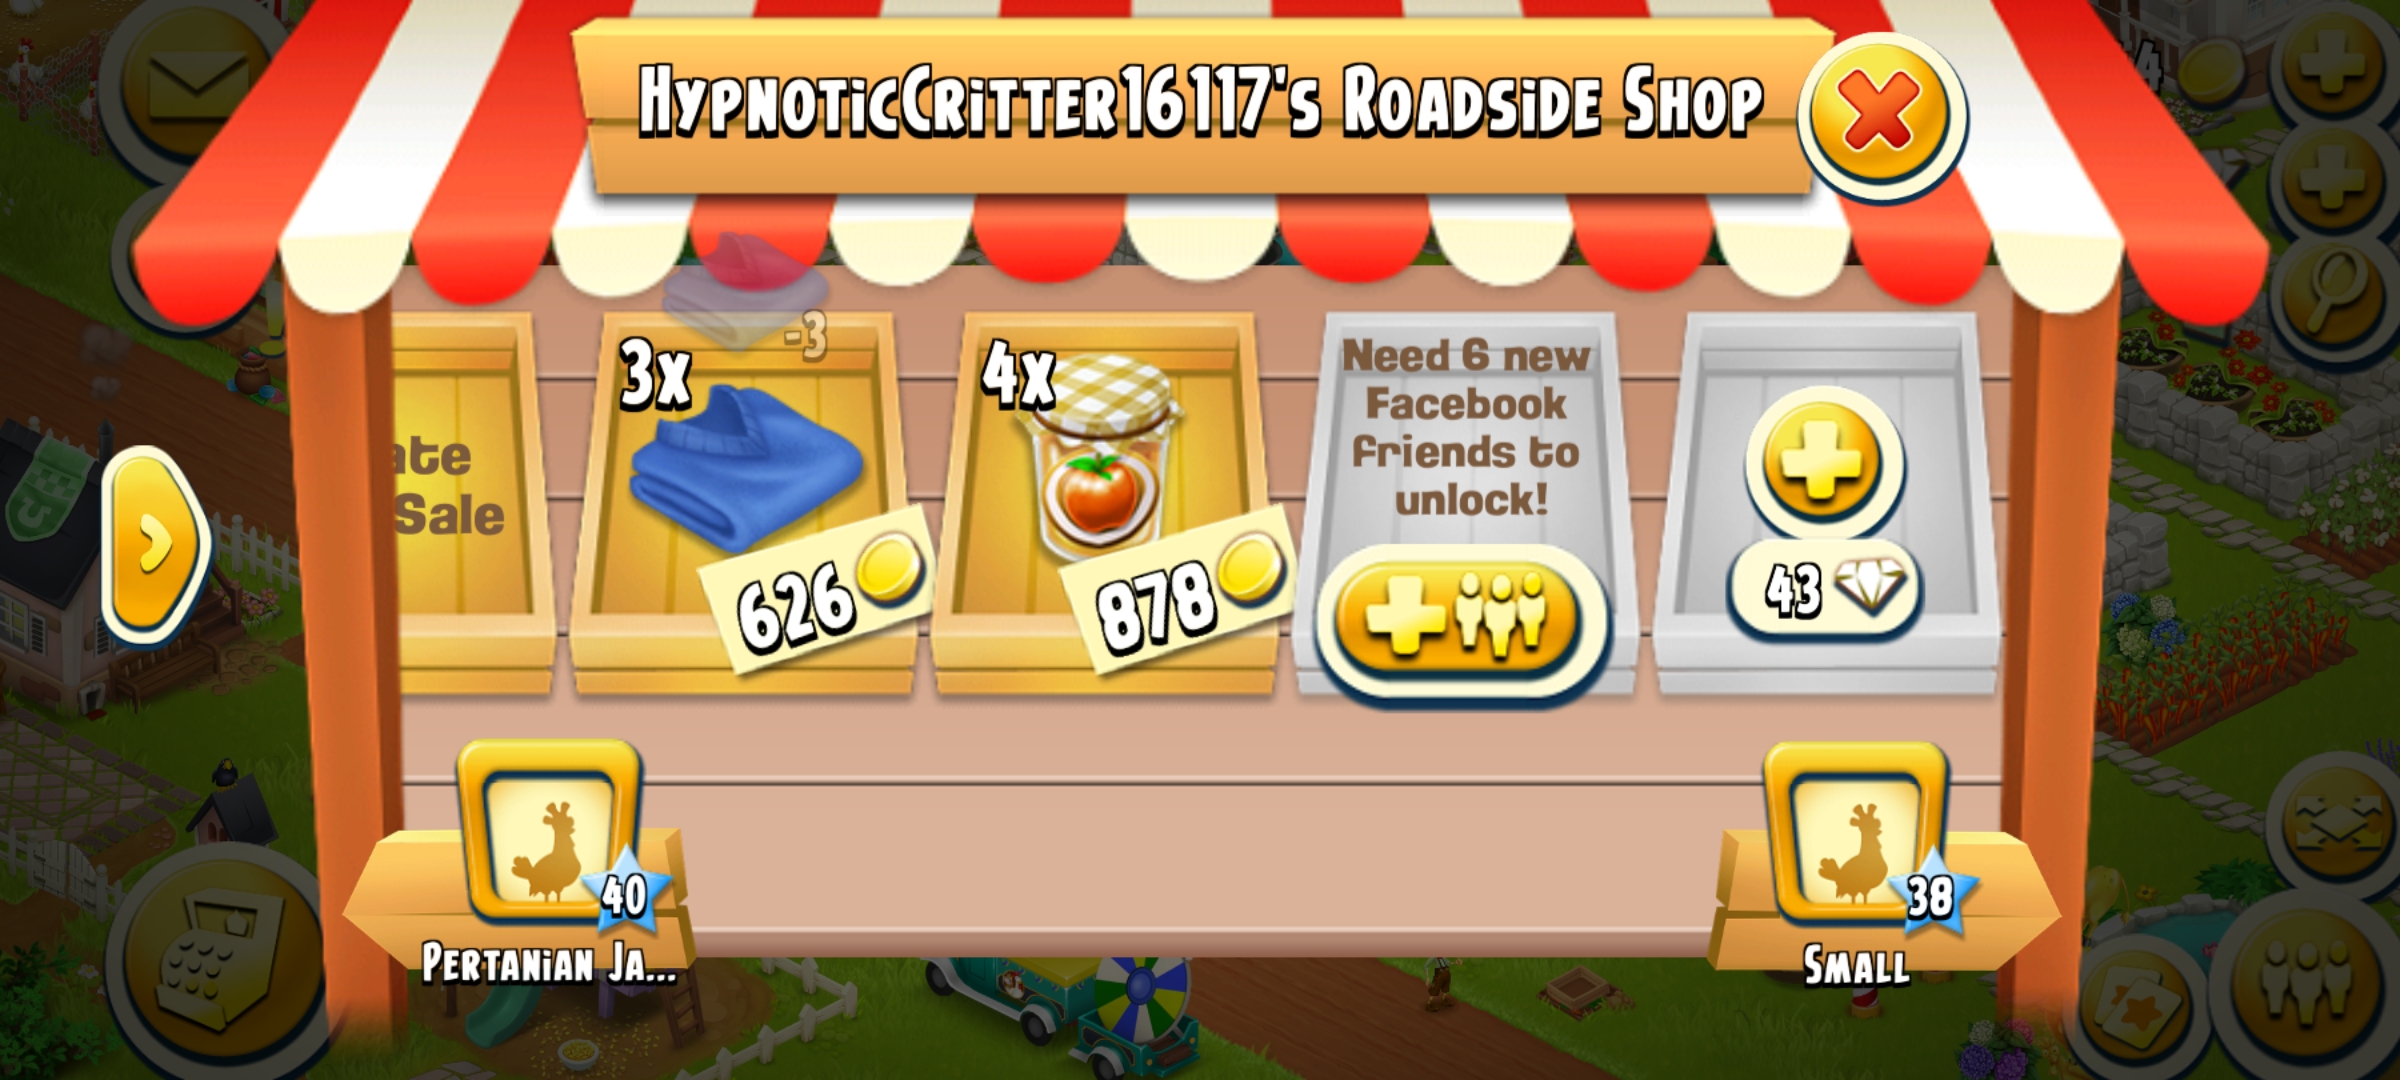 HypnoticCritter16117's Roadside Shop
-3
3x
4x
Need 6 new
Facebook
friends to
unlock!
ate
Sale
43
626
878
40
38
Pertanian Ja...
Small